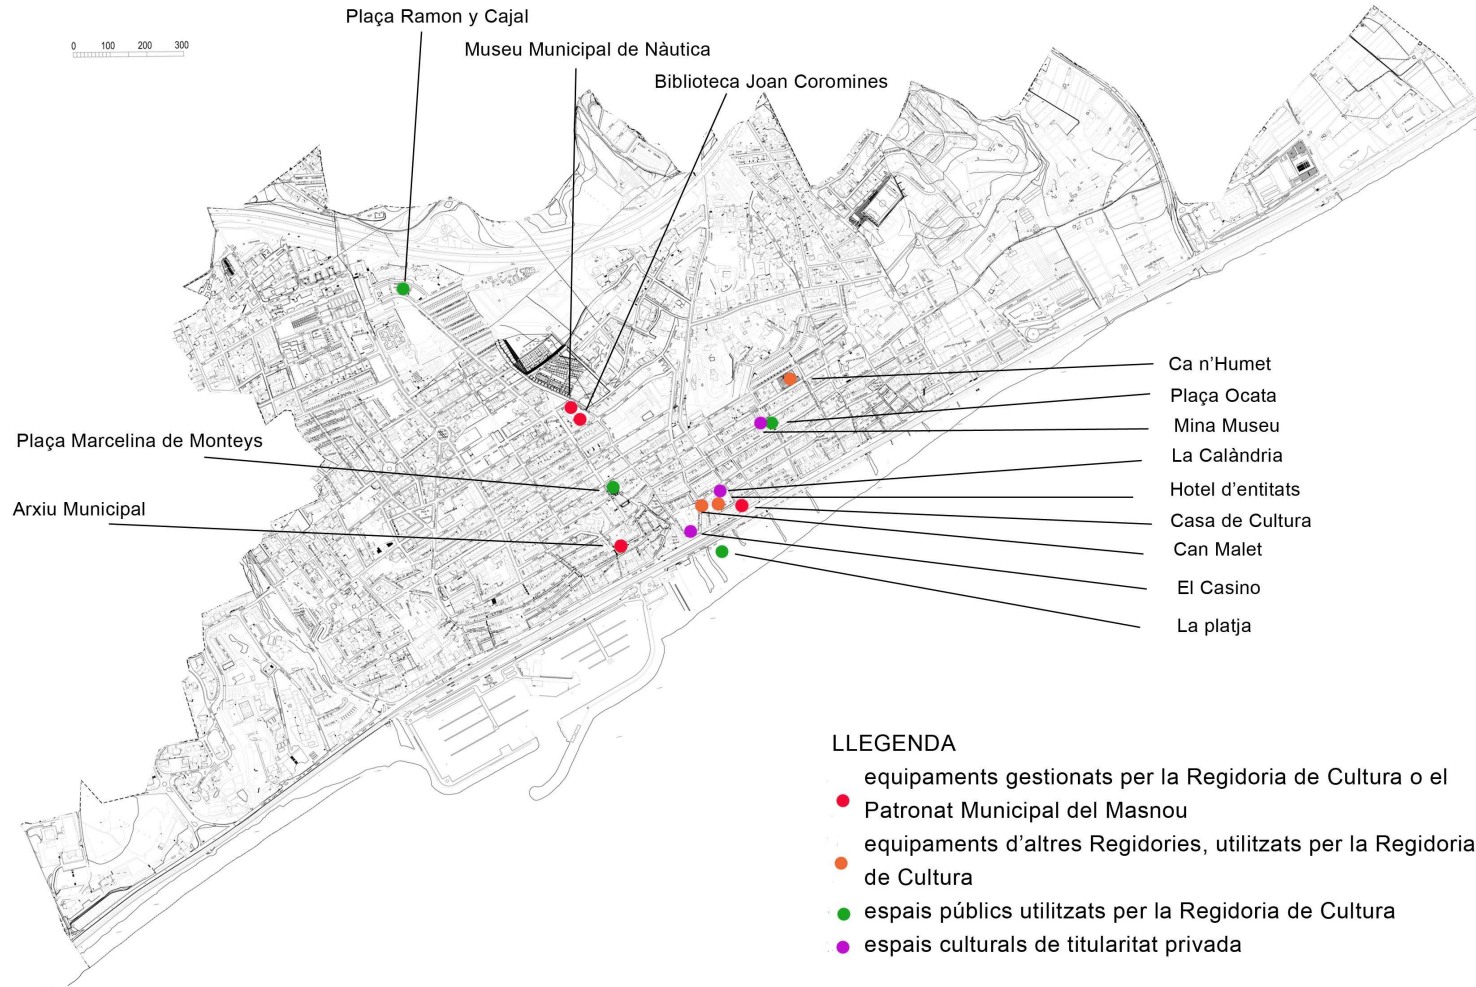 Plaça Ramon y Cajal
0 100 200 300
Museu Municipal de Nàutica
Biblioteca Joan Coromines
Ca n’Humet
Plaça Ocata
Mina Museu
Plaça Marcelina de Monteys
La Calàndria
Hotel d’entitats
Arxiu Municipal
Casa de Cultura
Can Malet
El Casino
La platja
LLEGENDA
equipaments gestionats per la Regidoria de Cultura o el
Patronat Municipal del Masnou
equipaments d’altres Regidories, utilitzats per la Regidoria
de Cultura
espais públics utilitzats per la Regidoria de Cultura
espais culturals de titularitat privada